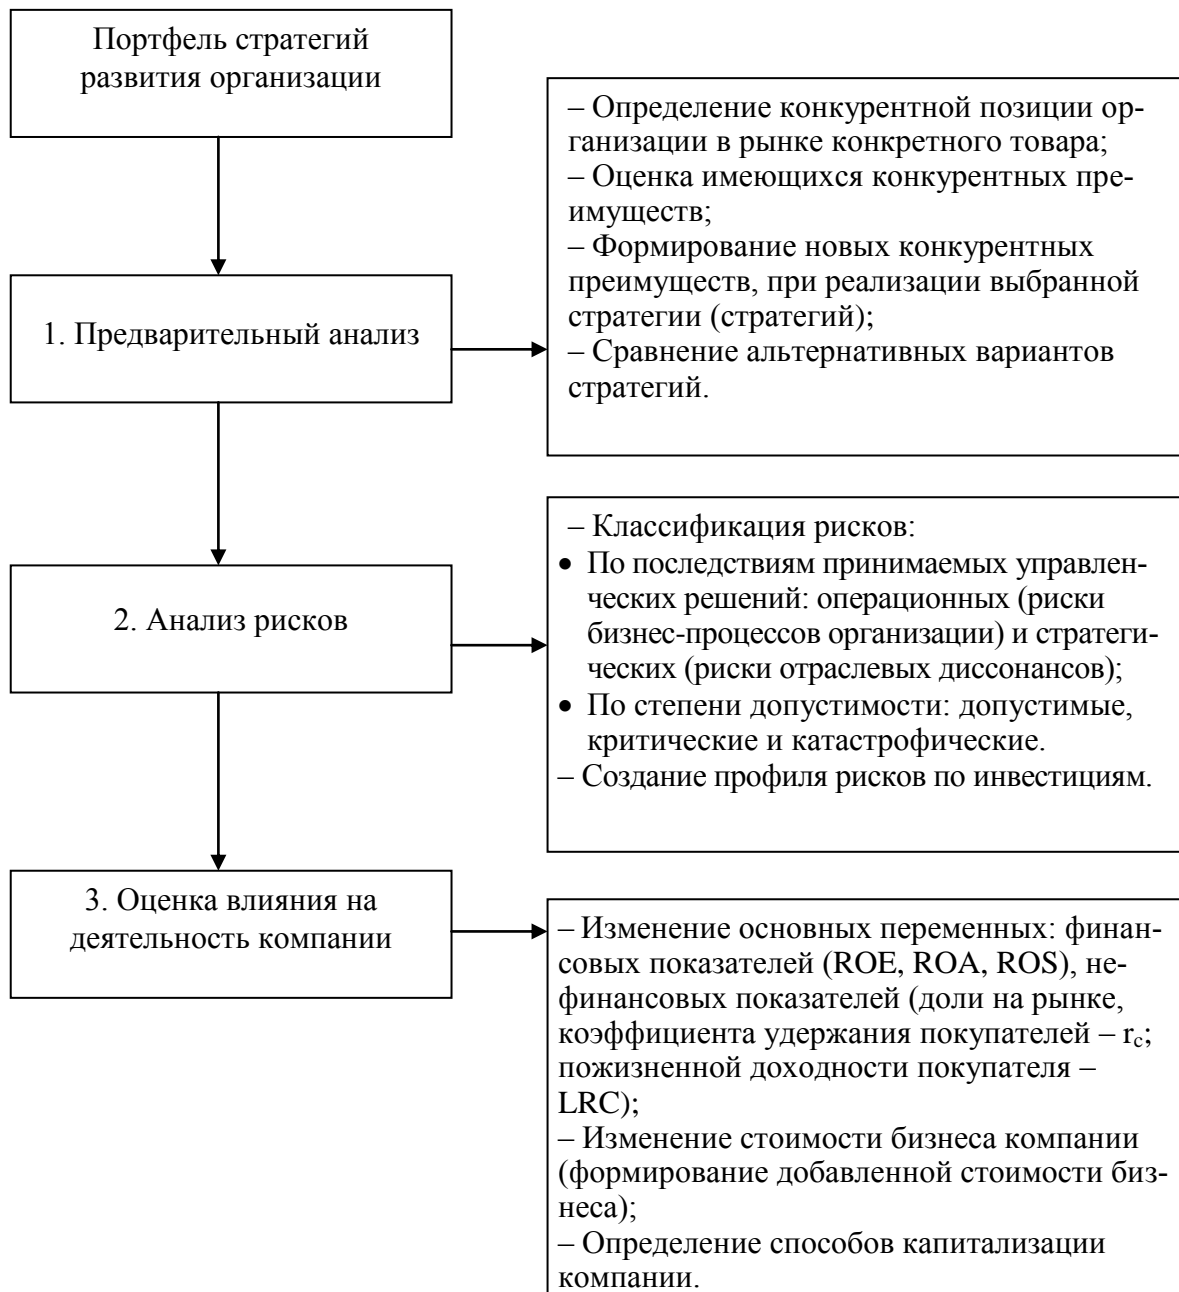 Портфель стратегий
развития организации
– Определение конкурентной позиции ор-
ганизации в рынке конкретного товара;
– Оценка имеющихся конкурентных пре-
имуществ;
– Формирование новых конкурентных
преимуществ, при реализации выбранной
стратегии (стратегий);
– Сравнение альтернативных вариантов
стратегий.
1. Предварительный анализ
– Классификация рисков:
• По последствиям принимаемых управлен-
ческих решений: операционных (риски
бизнес-процессов организации) и стратеги-
ческих (риски отраслевых диссонансов);
• По степени допустимости: допустимые,
критические и катастрофические.
– Создание профиля рисков по инвестициям.
2. Анализ рисков
3. Оценка влияния на
деятельность компании
– Изменение основных переменных: финан-
совых показателей (ROE, ROA, ROS), не-
финансовых показателей (доли на рынке,
коэффициента удержания покупателей – rc;
пожизненной доходности покупателя –
LRC);
– Изменение стоимости бизнеса компании
(формирование добавленной стоимости биз-
неса);
– Определение способов капитализации
компании.